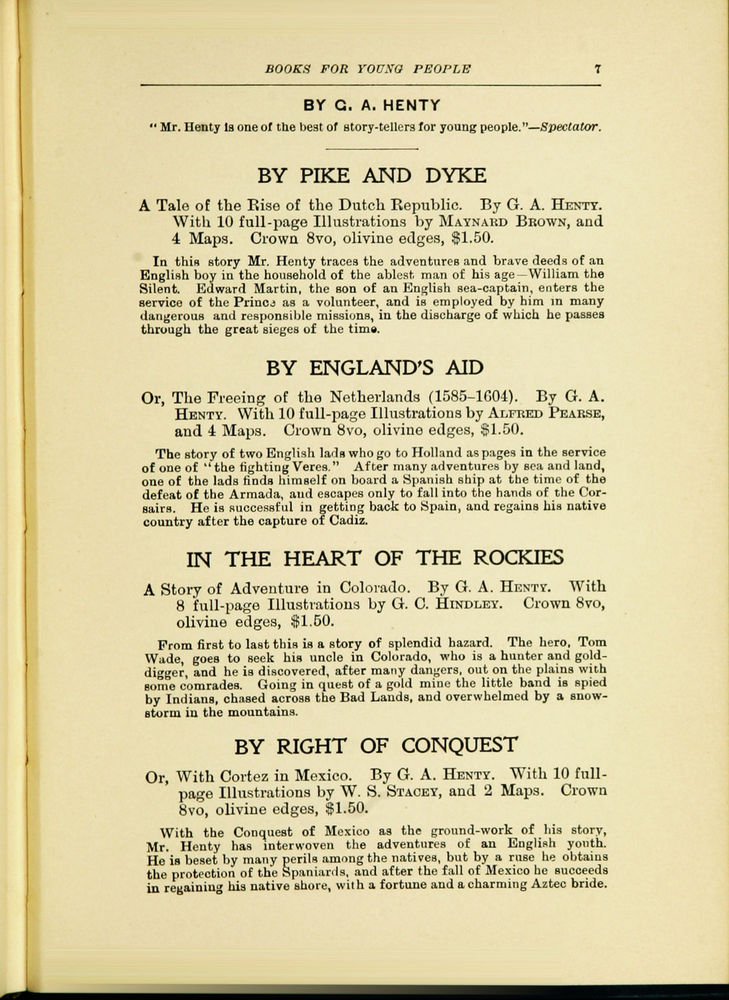 BOOKS FOR YOUNG PEOPLE 7
BY G. A. HENTY
"Mr. Henty is one of the best of story-tellers for young people."—Spectator.
BY PIKE AND DYKE
A Tale of the Rise of the Dutch Republic. By G. A. HENTY.
With 10 full-page Illustrations by MAYNARD BROWN, and
4 Maps. Crown 8vo, olivine edges, $1.50.
In this story Mr. Henty traces the adventures and brave deeds of an
English boy in the household of the ablest man of his age—William the
Silent. Edward Martin, the son of an English sea-captain, enters the
service of the Prince as a volunteer, and is employed by him in many
dangerous and responsible missions, in the discharge of which he passes
through the great sieges of the time.
BY ENGLAND'S AID
Or, The Freeing of the Netherlands (1585-1604). By G. A.
HENTY. With 10 full-page Illustrations by ALFRED PEARSE,
and 4 Maps. Crown 8vo, olivine edges, $1.50.
The story of two English lads who go to Holland as pages in the service
of one of "the fighting Veres." After many adventures by sea and land,
one of the lads finds himself on board a Spanish ship at the time of the
defeat of the Armada, and escapes only to fall into the hands of the Cor-
sairs. He is successful in getting back to Spain, and regains his native
country after the capture of Cadiz.
IN THE HEART OF THE ROCKIES
A Story of Adventure in Colorado. By G. A. HENTY. With
8 full-page Illustrations by G. C. HINDLEY. Crown 8vo,
olivine edges, $1.50.
From first to last this is a story of splendid hazard. The hero, Tom
Wade, goes to seek his uncle in Colorado, who is a hunter and gold-
digger, and he is discovered, after many dangers, out on the plains with
some comrades. Going in quest of a gold mine the little band is spied
by Indians, chased across the Bad Lands, and overwhelmed by a snow-
storm in the mountains.
BY RIGHT OF CONQUEST
Or, With Cortez in Mexico. By G. A. HENTY. With 10 full-
page Illustrations by W. S. STACEY, and 2 Maps. Crown
8vo, olivine edges, $1.50.
With the Conquest of Mexico as the ground-work of his story,
Mr. Henty has interwoven the adventures of an English youth.
He is beset by many perils among the natives, but by a ruse he obtains
the protection of the Spaniards, and after the fall of Mexico he succeeds
in regaining his native shore, with a fortune and a charming Aztec bride.